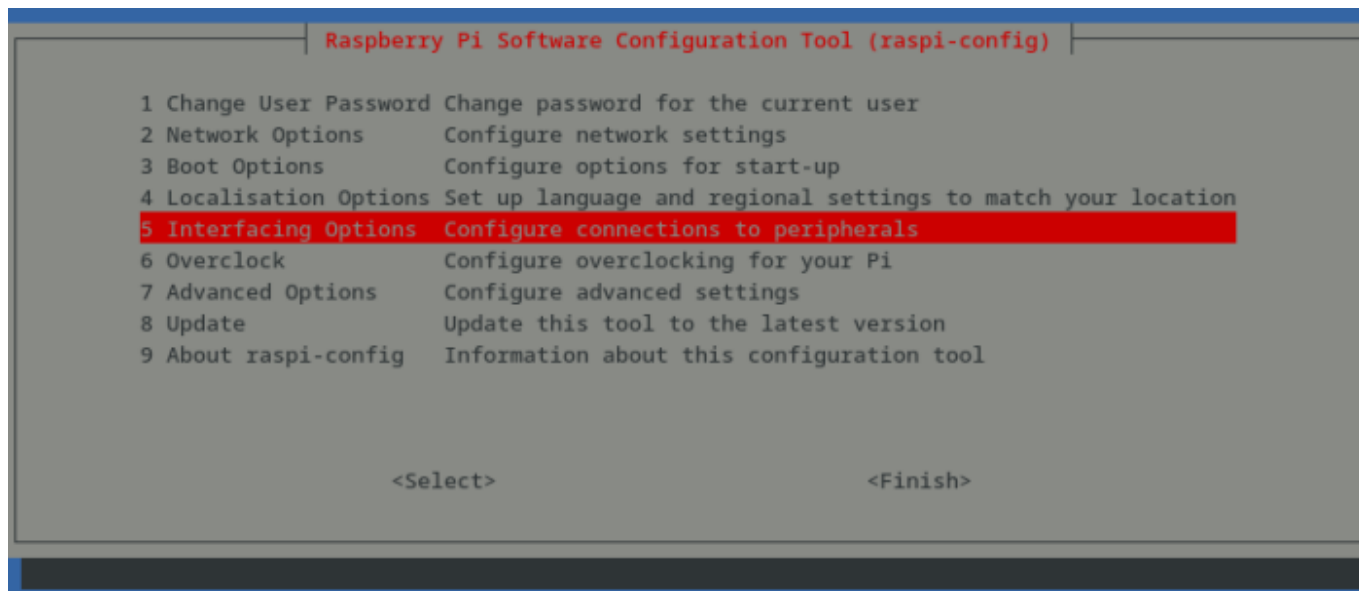 Raspberry Pi Software Configuration Tool (raspi-config)
1 Change User Password Change password for the current user
2 Network Options Configure network settings
3 Boot Options Configure options for start-up
4 Localisation Options Set up language and regional settings to match your location
5 Interfacing Options Configure connections to peripherals
6 Overclock Configure overclocking for your Pi
7 Advanced Options Configure advanced settings
8 Update Update this tool to the latest version
9 About raspi-config Information about this configuration tool
<Select> <Finish>